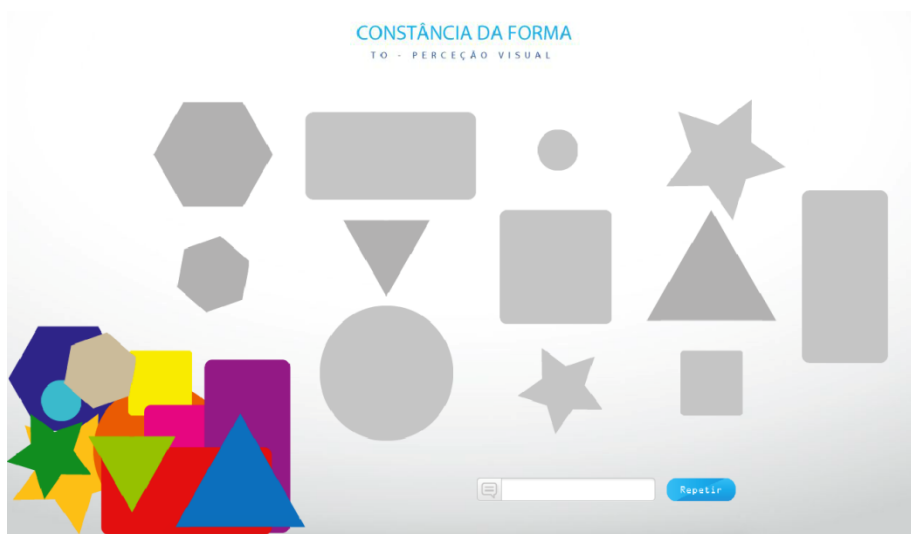 CONSTÂNCIA DA FORMA
TO - PERCEÇÃO VISUAL
Repetir